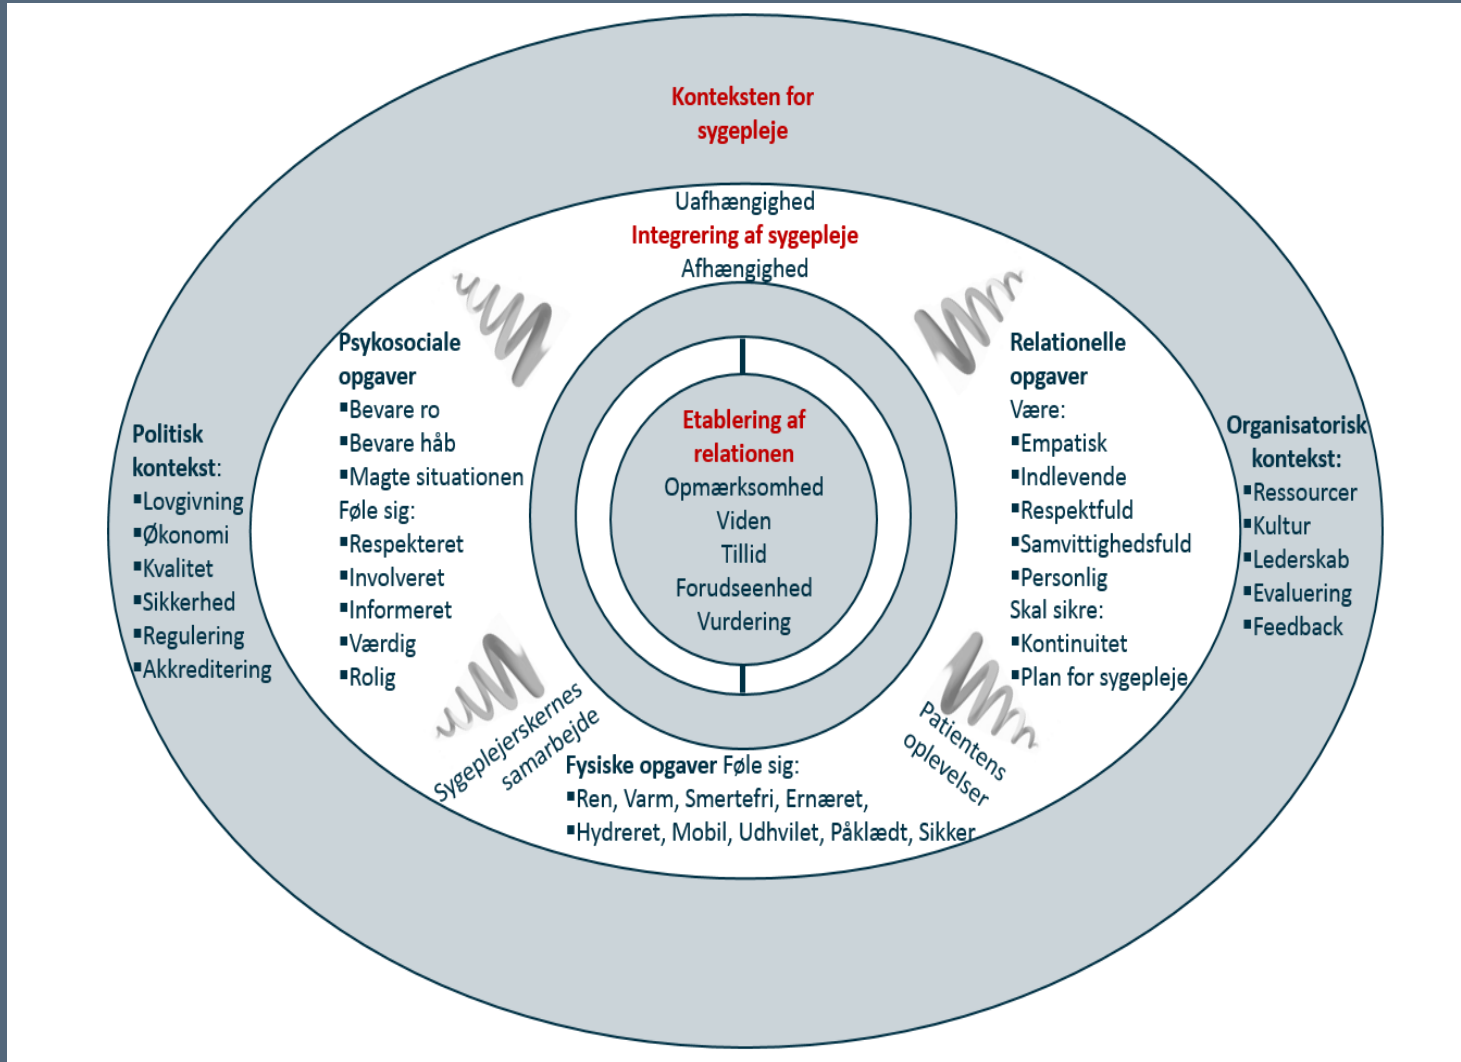 Konteksten for
sygepleje
Uafhængighed
Integrering af sygepleje
Afhængighed
Psykosociale
opgaver
▪Bevare ro
▪Bevare håb
▪Magte situationen
Føle sig:
▪Respekteret
▪Involveret
▪Informeret
▪Værdig
▪Rolig
Relationelle
opgaver
Være:
▪Empatisk
▪Indlevende
▪Respektfuld
▪Samvittighedsfuld
▪Personlig
Skal sikre:
▪Kontinuitet
▪Plan for sygepleje
Etablering af
relationen
Opmærksomhed
Viden
Tillid
Forudseenhed
Vurdering
Politisk
kontekst:
▪Lovgivning
▪Økonomi
▪Kvalitet
▪Sikkerhed
▪Regulering
▪Akkreditering
Organisatorisk
kontekst:
▪Ressourcer
▪Kultur
▪Lederskab
▪Evaluering
▪Feedback
Sygeplejerskernes
samarbejde
Patientens
oplevelser
Fysiske opgaver Føle sig:
▪Ren, Varm, Smertefri, Ernæret,
▪Hydreret, Mobil, Udhvilet, Påklædt, Sikker